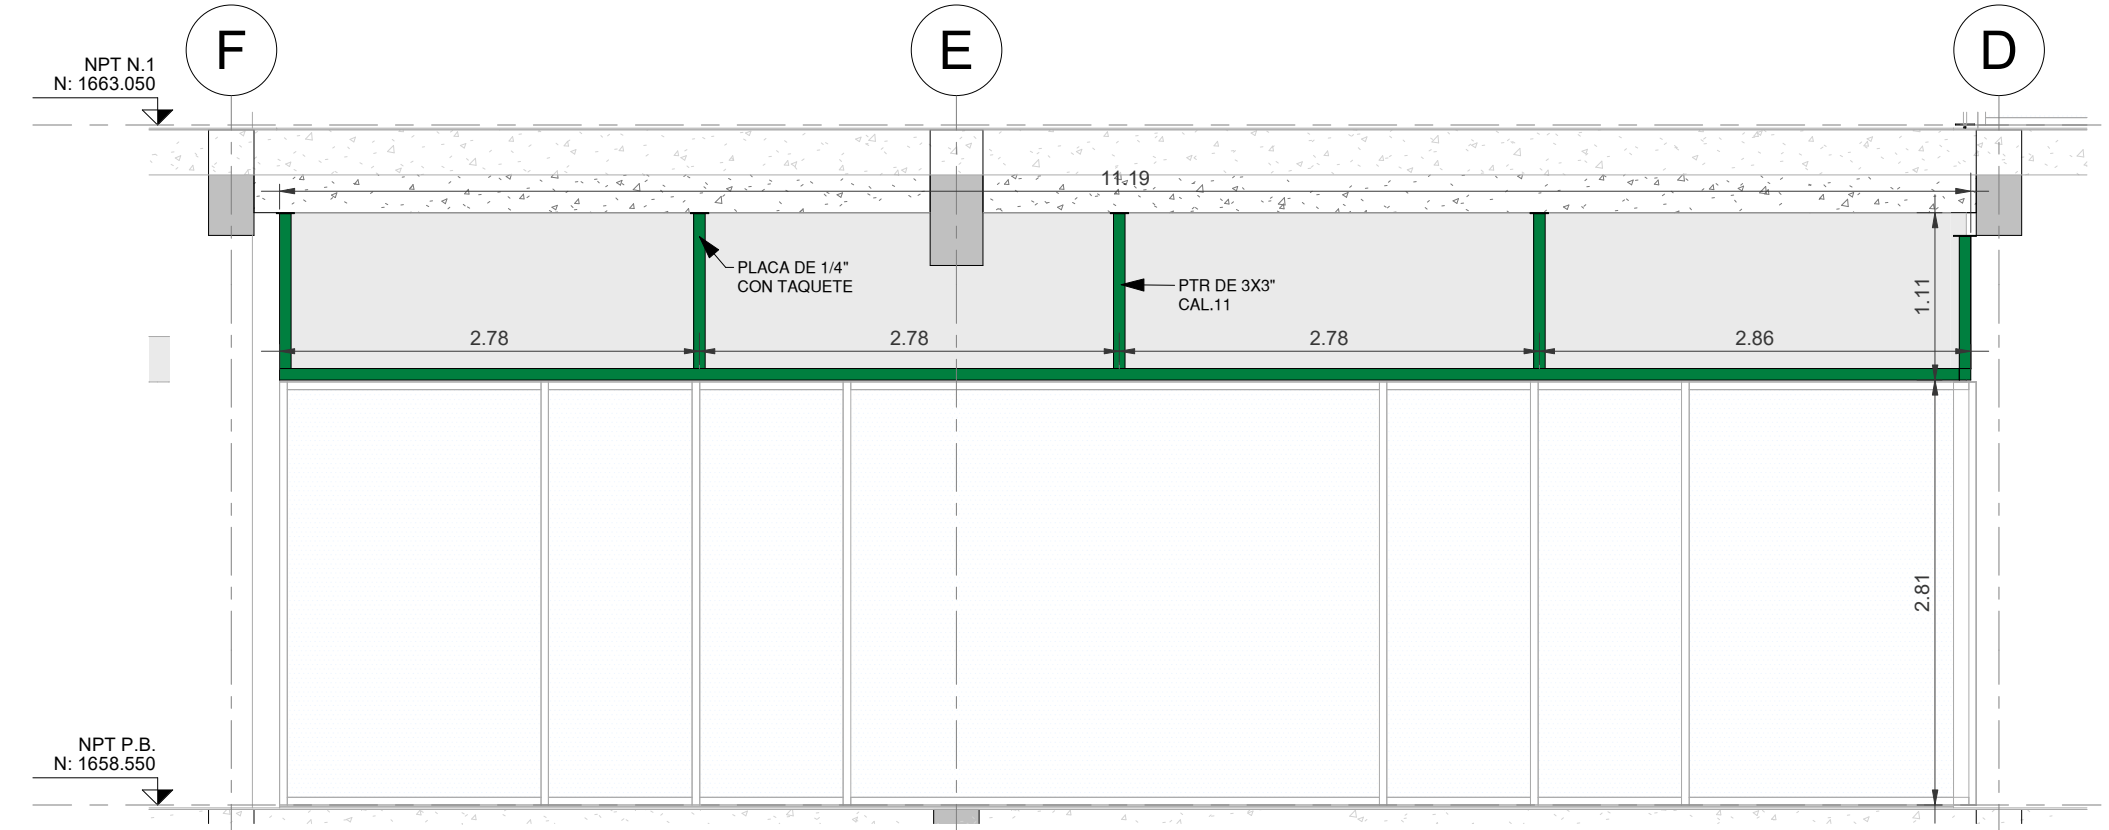 F
E
D
NPT N.1
N: 1663.050
11.19
PLACA DE 1/4"
CON TAQUETE
PTR DE 3X3"
CAL.11
1.11
2.78
2.78
2.78
2.86
2.81
NPT P.B.
N: 1658.550